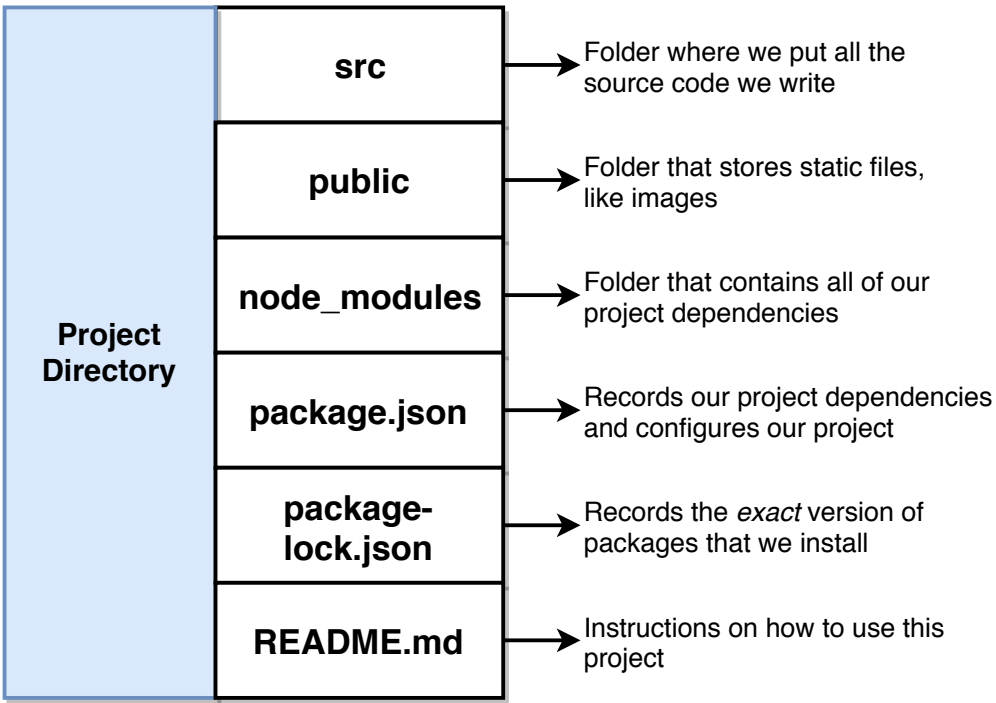 Project
Directory
src
Folder where we put all the
source code we write
public
Folder that stores static files,
like images
node_modules
Folder that contains all of our
project dependencies
package.json
Records our project dependencies
and configures our project
package-
lock.json
Records the exact version of
packages that we install
README.md
Instructions on how to use this
project